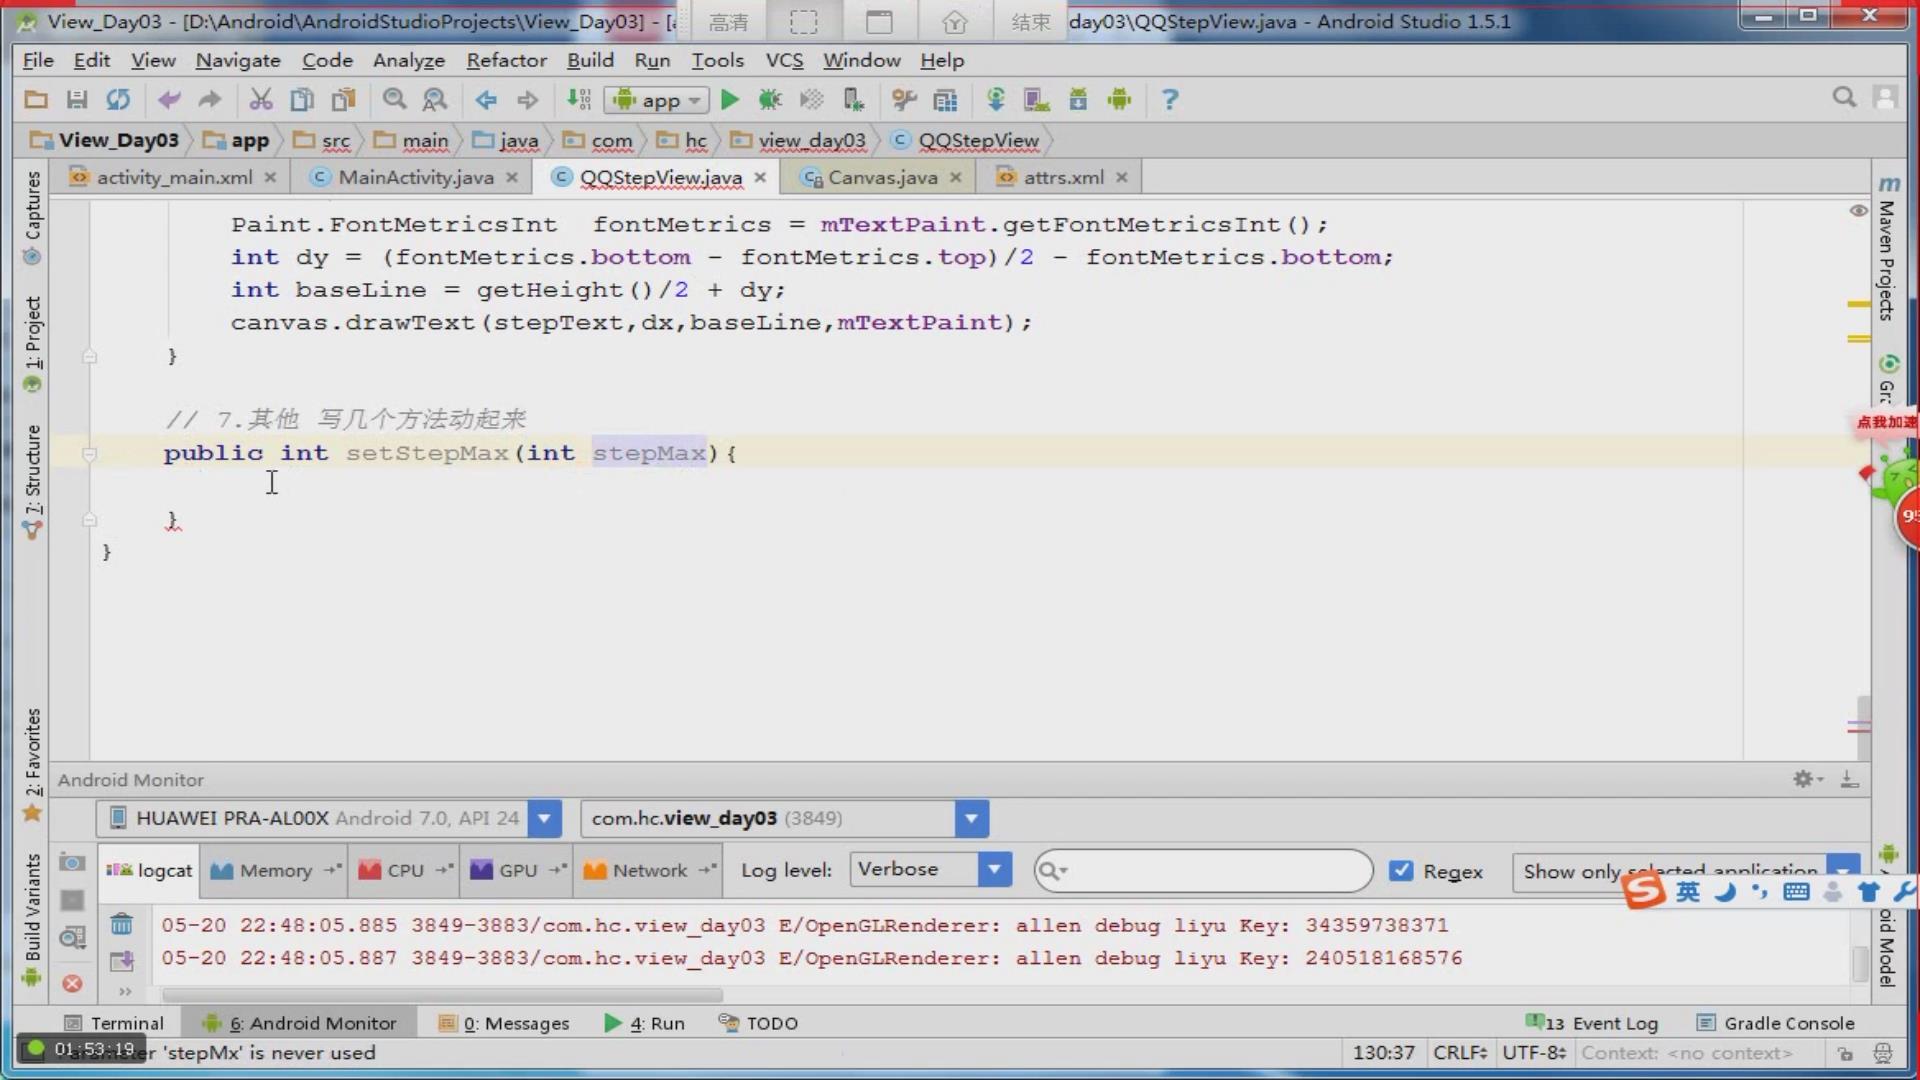 View_Day03 - [D:\Android\AndroidStudioProjects\View_Day03] - [
高清
结束
day03\QQStepView.java - Android Studio 1.5.1
File Edit View Navigate Code Analyze Refactor Build Run Tools VCS Window Help
app
View_Day03 app src main java com hc view_day03 QQStepView
activity_main.xml MainActivity.java QQStepView.java Canvas.java attrs.xml
Captures
1: Project
7: Structure
2: Favorites
Build Variants
Paint.FontMetricsInt fontMetrics = mTextPaint.getFontMetricsInt();
int dy = (fontMetrics.bottom - fontMetrics.top)/2 - fontMetrics.bottom;
int baseLine = getHeight()/2 + dy;
canvas.drawText(stepText,dx,baseLine,mTextPaint);
}
// 7.其他 写几个方法动起来
public int setStepMax(int stepMax){
}
}
Maven Projects
点我加速
Android Monitor
HUAWEI PRA-AL00X Android 7.0, API 24
com.hc.view_day03 (3849)
logcat Memory CPU GPU Network Log level: Verbose Regex Show only selected application
英
05-20 22:48:05.885 3849-3883/com.hc.view_day03 E/OpenGLRenderer: allen debug liyu Key: 34359738371
05-20 22:48:05.887 3849-3883/com.hc.view_day03 E/OpenGLRenderer: allen debug liyu Key: 240518168576
Terminal 6: Android Monitor 0: Messages 4: Run TODO 13 Event Log Gradle Console
01:53:19 'stepMx' is never used
130:37 CRLF UTF-8 Context: <no context>